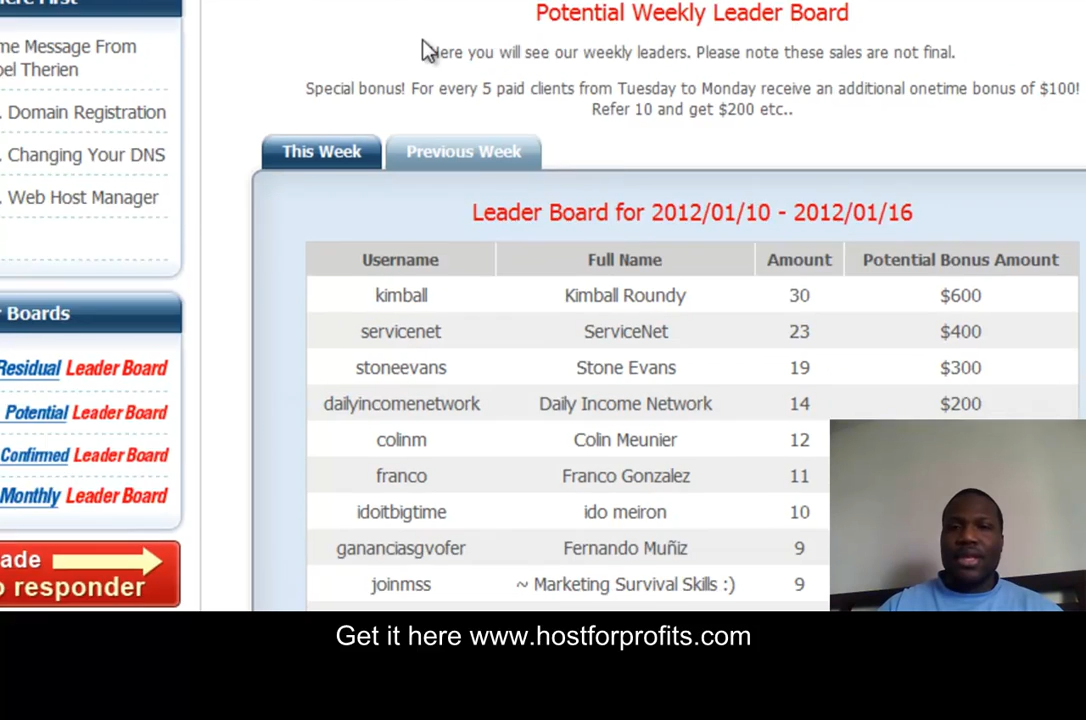 Potential Weekly Leader Board
ere you will see our weekly leaders. Please note these sales are not final.
Special bonus! For every 5 paid clients from Tuesday to Monday receive an additional onetime bonus of $100!
Refer 10 and get $200 etc..
me Message From
el Therien
. Domain Registration
. Changing Your DNS
. Web Host Manager
r Boards
Residual Leader Board
Potential Leader Board
Confirmed Leader Board
Monthly Leader Board
ade
o responder
This Week Previous Week
Leader Board for 2012/01/10 - 2012/01/16
Username Full Name Amount Potential Bonus Amount
kimball Kimball Roundy 30 $600
servicenet ServiceNet 23 $400
stoneevans Stone Evans 19 $300
dailyincomenetwork Daily Income Network 14 $200
colinm Colin Meunier 12
franco Franco Gonzalez 11
idoitbigtime ido meiron 10
gananciasgvofer Fernando Muñiz 9
joinmss ~ Marketing Survival Skills :) 9
Get it here www.hostforprofits.com